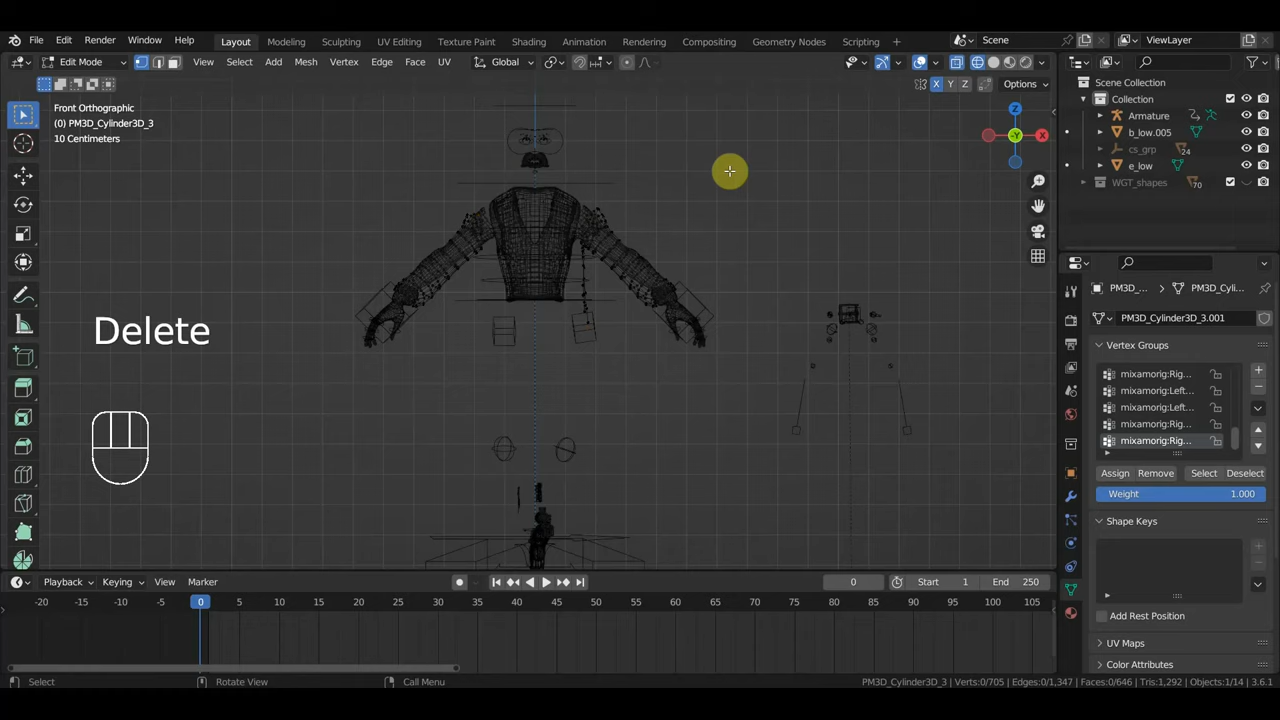 File Edit Render Window Help Layout Modeling Sculpting UV Editing Texture Paint Shading Animation Rendering Compositing Geometry Nodes Scripting + Scene ViewLayer
Edit Mode View Select Add Mesh Vertex Edge Face UV Global
X Y Z Options
Front Orthographic
(0) PM3D_Cylinder3D_3
10 Centimeters
Z
X
-Y
Delete
Scene Collection
Collection
Armature
b_low.005
cs_grp 24
e_low
WGT_shapes 70
PM3D_... PM3D_Cyli...
PM3D_Cylinder3D_3.001
Vertex Groups
mixamorig:Rig...
mixamorig:Left...
mixamorig:Left...
mixamorig:Rig...
mixamorig:Rig...
Assign Remove Select Deselect
Weight 1.000
Shape Keys
Add Rest Position
UV Maps
Color Attributes
Playback Keying View Marker 0 Start 1 End 250
-20 -15 -10 -5 0 5 10 15 20 25 30 35 40 45 50 55 60 65 70 75 80 85 90 95 100 105
Select Rotate View Call Menu PM3D_Cylinder3D_3 | Verts:0/705 | Edges:0/1,347 | Faces:0/646 | Tris:1,292 | Objects:1/14 | 3.6.1